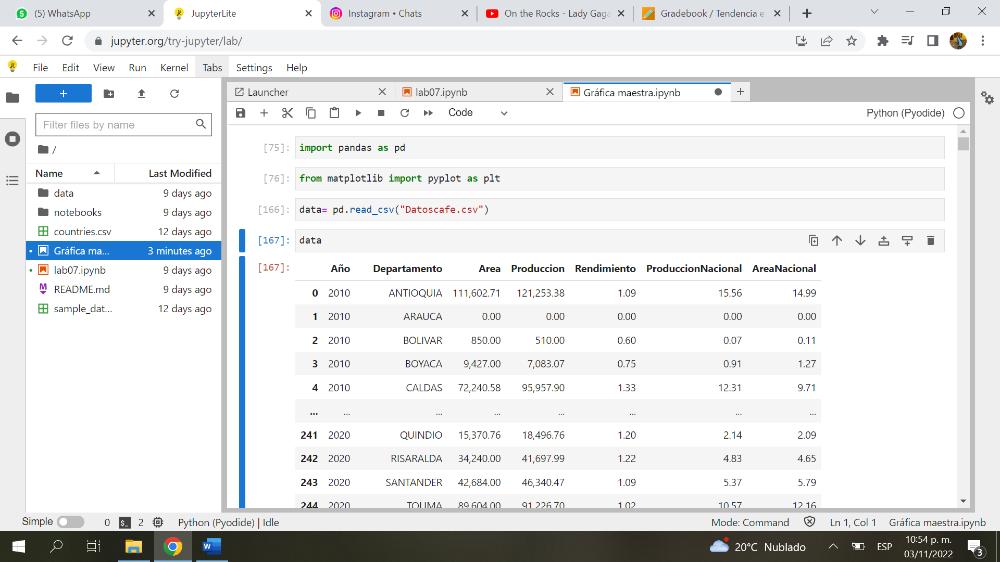 (5) WhatsApp
JupyterLite
Instagram • Chats
On the Rocks - Lady Gaga
Gradebook / Tendencia e
jupyter.org/try-jupyter/lab/
File Edit View Run Kernel Tabs Settings Help
Launcher
lab07.ipynb
Gráfica maestra.ipynb
Code
Python (Pyodide)
Filter files by name
/
Name Last Modified
data 9 days ago
notebooks 9 days ago
countries.csv 12 days ago
Gráfica ma... 3 minutes ago
lab07.ipynb 9 days ago
README.md 9 days ago
sample_dat... 12 days ago
[75]: import pandas as pd
[76]: from matplotlib import pyplot as plt
[166]: data= pd.read_csv("Datoscafe.csv")
[167]: data
[167]: Año Departamento Area Produccion Rendimiento ProduccionNacional AreaNacional
0 2010 ANTIOQUIA 111,602.71 121,253.38 1.09 15.56 14.99
1 2010 ARAUCA 0.00 0.00 0.00 0.00 0.00
2 2010 BOLIVAR 850.00 510.00 0.60 0.07 0.11
3 2010 BOYACA 9,427.00 7,083.07 0.75 0.91 1.27
4 2010 CALDAS 72,240.58 95,957.90 1.33 12.31 9.71
... ... ... ... ... ... ... ...
241 2020 QUINDIO 15,370.76 18,496.76 1.20 2.14 2.09
242 2020 RISARALDA 34,240.00 41,697.99 1.22 4.83 4.65
243 2020 SANTANDER 42,684.00 46,340.47 1.09 5.37 5.79
244 2020 TOLIMA 89,604.00 91,226.70 1.02 10.57 12.16
Simple 0 2 Python (Pyodide) | Idle
Mode: Command Ln 1, Col 1 Gráfica maestra.ipynb
20°C Nublado
ESP
10:54 p. m.
03/11/2022
3